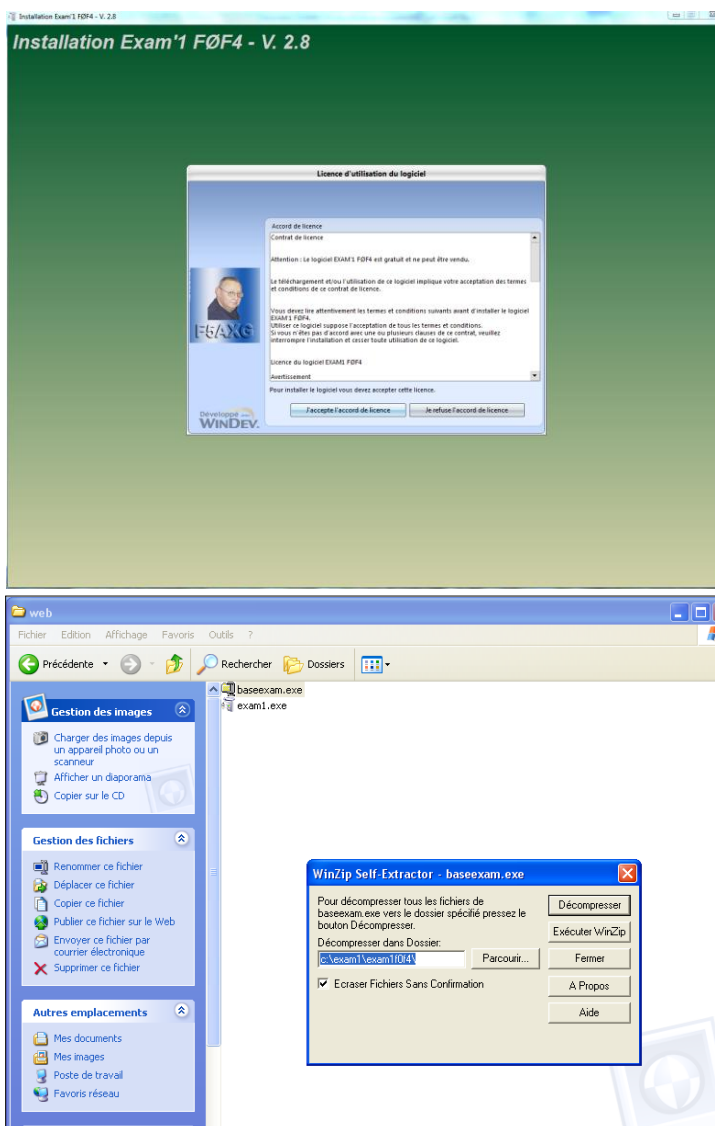 Installation Exam'1 FØF4 - V. 2.8
Installation Exam'1 FØF4 - V. 2.8
Licence d'utilisation du logiciel
Accord de licence
Contrat de licence
Attention : Le logiciel EXAM'1 FØF4 est gratuit et ne peut être vendu.
Le téléchargement et/ou l'utilisation de ce logiciel implique votre acceptation des termes
et conditions de ce contrat de licence.
Vous devez lire attentivement les termes et conditions suivants avant d'installer le logiciel
EXAM'1 FØF4.
Utiliser ce logiciel suppose l'acceptation de tous les termes et conditions.
Si vous n'êtes pas d'accord avec une ou plusieurs clauses de ce contrat, veuillez
interrompre l'installation et cesser toute utilisation de ce logiciel.
Licence du logiciel EXAM1 FØF4
Avertissement
Pour installer le logiciel vous devez accepter cette licence.
J'accepte l'accord de licence
Je refuse l'accord de licence
F5AXG
Développé
WINDEV.
web
Fichier Edition Affichage Favoris Outils ?
Précédente
Rechercher
Dossiers
baseexam.exe
exam1.exe
Gestion des images
Charger des images depuis
un appareil photo ou un
scanneur
Afficher un diaporama
Copier sur le CD
Gestion des fichiers
Renommer ce fichier
Déplacer ce fichier
Copier ce fichier
Publier ce fichier sur le Web
Envoyer ce fichier par
courrier électronique
Supprimer ce fichier
Autres emplacements
Mes documents
Mes images
Poste de travail
Favoris réseau
WinZip Self-Extractor - baseexam.exe
Pour décompresser tous les fichiers de
baseexam.exe vers le dossier spécifié pressez le
bouton Décompresser.
Décompresser dans Dossier:
c:\exam1\exam1f0f4\
Parcourir...
Ecraser Fichiers Sans Confirmation
Décompresser
Exécuter WinZip
Fermer
A Propos
Aide